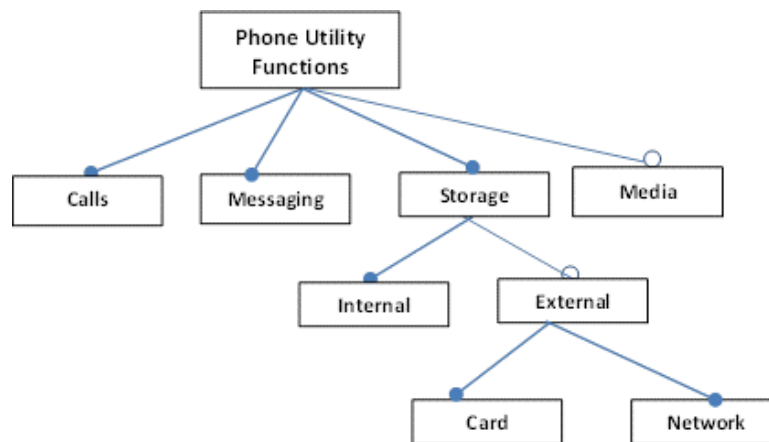 Phone Utility
Functions
Calls
Messaging
Storage
Media
Internal
External
Card
Network